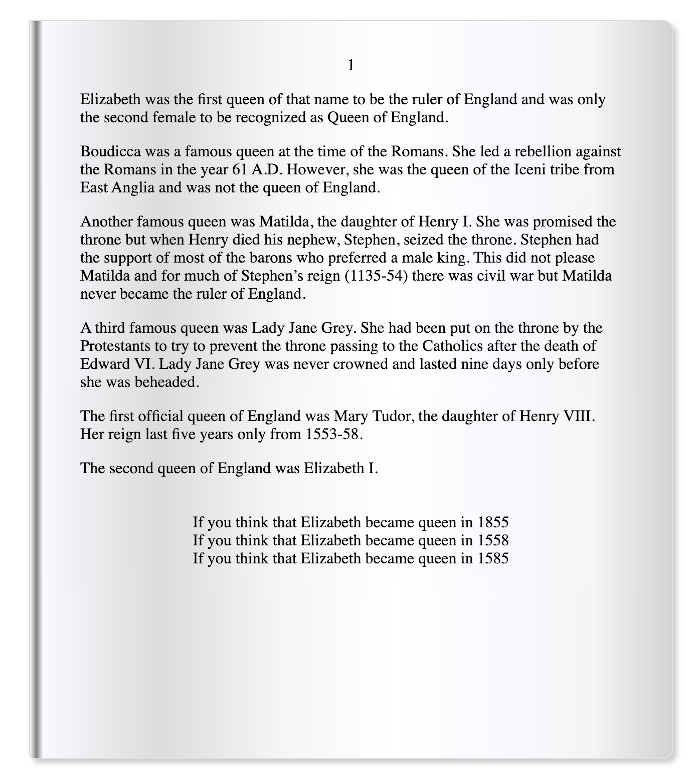 1
Elizabeth was the first queen of that name to be the ruler of England and was only
the second female to be recognized as Queen of England.
Boudicca was a famous queen at the time of the Romans. She led a rebellion against
the Romans in the year 61 A.D. However, she was the queen of the Iceni tribe from
East Anglia and was not the queen of England.
Another famous queen was Matilda, the daughter of Henry I. She was promised the
throne but when Henry died his nephew, Stephen, seized the throne. Stephen had
the support of most of the barons who preferred a male king. This did not please
Matilda and for much of Stephen's reign (1135-54) there was civil war but Matilda
never became the ruler of England.
A third famous queen was Lady Jane Grey. She had been put on the throne by the
Protestants to try to prevent the throne passing to the Catholics after the death of
Edward VI. Lady Jane Grey was never crowned and lasted nine days only before
she was beheaded.
The first official queen of England was Mary Tudor, the daughter of Henry VIII.
Her reign last five years only from 1553-58.
The second queen of England was Elizabeth I.
If you think that Elizabeth became queen in 1855
If you think that Elizabeth became queen in 1558
If you think that Elizabeth became queen in 1585